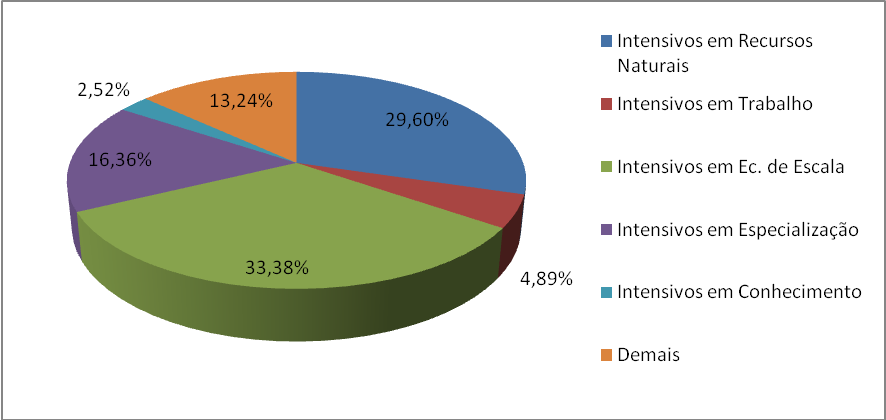 2,52%
13,24%
29,60%
16,36%
33,38%
4,89%
Intensivos em Recursos
Naturais
Intensivos em Trabalho
Intensivos em Ec. de Escala
Intensivos em Especialização
Intensivos em Conhecimento
Demais